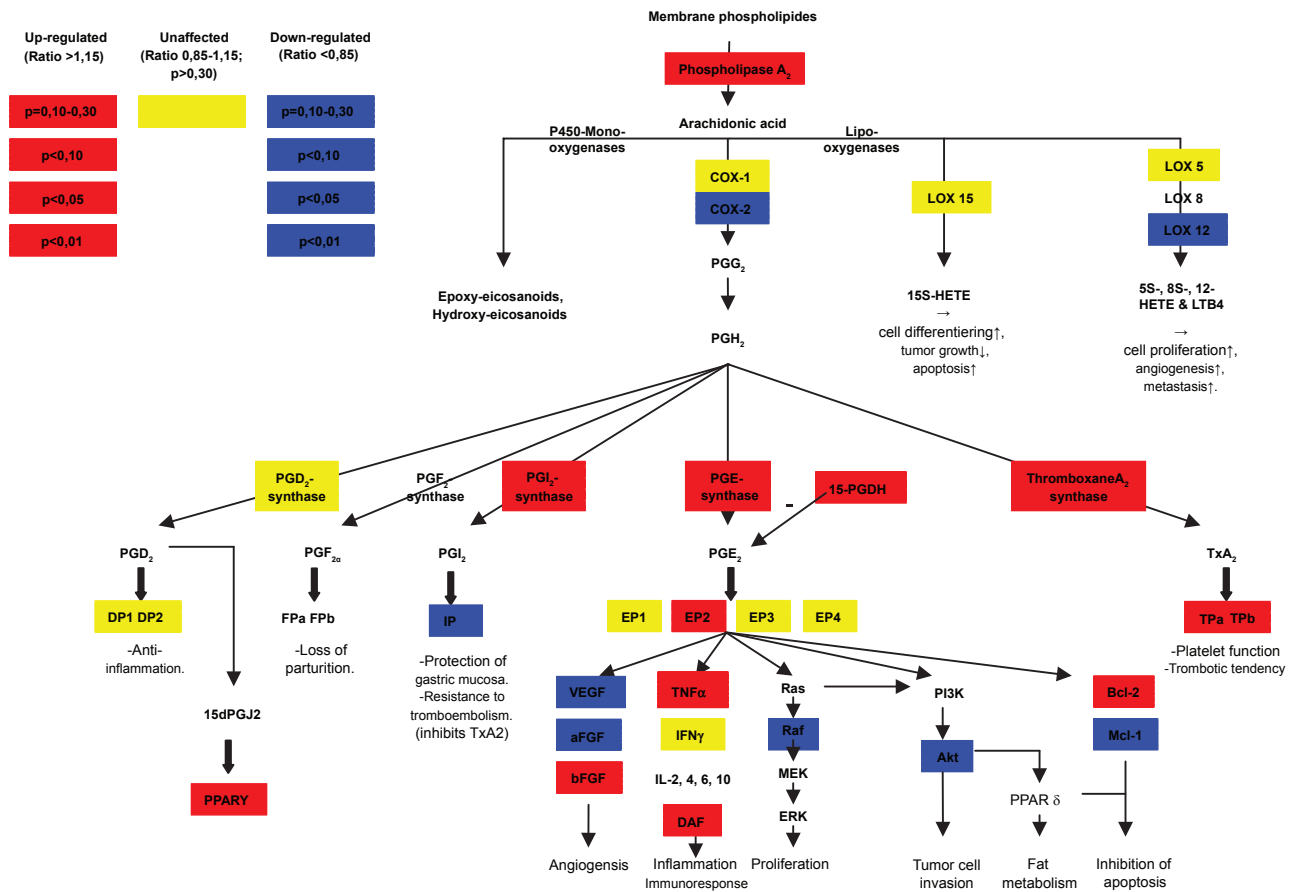 Membrane phospholipides
Up-regulated
(Ratio >1,15)
Unaffected
(Ratio 0,85-1,15;
p>0,30)
Down-regulated
(Ratio <0,85)
p=0,10-0,30
p=0,10-0,30
p<0,10
p<0,10
p<0,05
p<0,05
p<0,01
p<0,01
Phospholipase A₂
Arachidonic acid
P450-Mono-
oxygenases
Lipo-
oxygenases
COX-1
COX-2
LOX 15
LOX 5
LOX 8
LOX 12
PGG₂
Epoxy-eicosanoids,
Hydroxy-eicosanoids
PGH₂
15S-HETE
→
cell differentiering↑,
tumor growth↓,
apoptosis↑
5S-, 8S-, 12-
HETE & LTB4
→
cell proliferation↑,
angiogenesis↑,
metastasis↑.
PGD₂-
synthase
PGF₂-
synthase
PGI₂-
synthase
PGE-
synthase
15-PGDH
-
ThromboxaneA₂
synthase
PGD₂
PGF₂α
PGI₂
PGE₂
TxA₂
DP1 DP2
FPa FPb
IP
EP1
EP2
EP3
EP4
TPa TPb
-Anti-
inflammation.
-Loss of
parturition.
-Protection of
gastric mucosa.
-Resistance to
tromboembolism.
(inhibits TxA2)
-Platelet function
-Trombotic tendency
15dPGJ2
PPARY
VEGF
aFGF
bFGF
Angiogensis
TNFα
IFNγ
IL-2, 4, 6, 10
DAF
Inflammation
Immunoresponse
Ras
Raf
MEK
ERK
Proliferation
PI3K
Akt
Tumor cell
invasion
PPAR δ
Fat
metabolism
Bcl-2
Mcl-1
Inhibition of
apoptosis